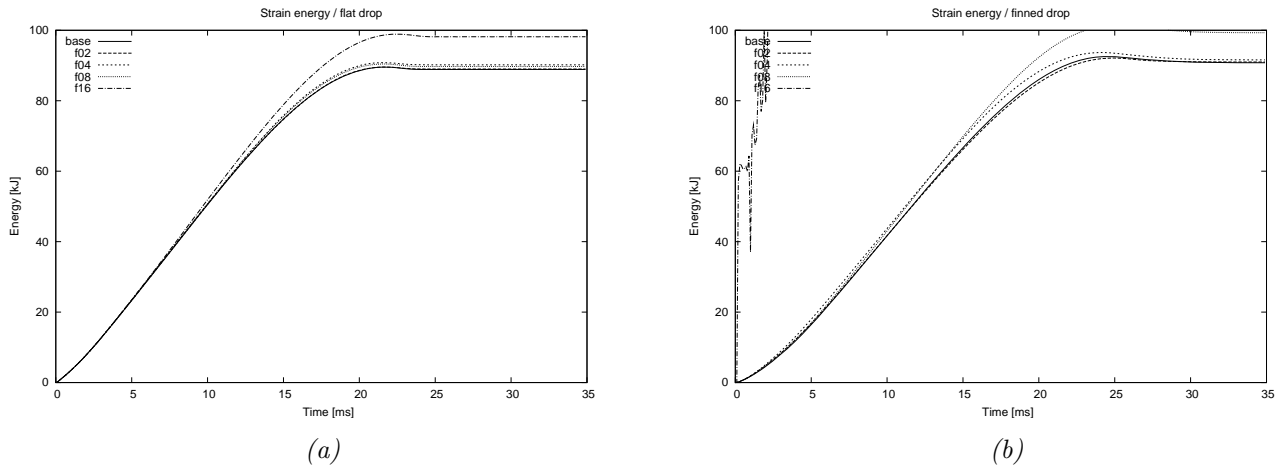 Strain energy / flat drop
100
80
60
40
20
0
Energy [kJ]
base
f02
f04
f08
f16
0 5 10 15 20 25 30 35
Time [ms]
(a)
Strain energy / finned drop
100
80
60
40
20
0
Energy [kJ]
base
f02
f04
f08
f16
0 5 10 15 20 25 30 35
Time [ms]
(b)